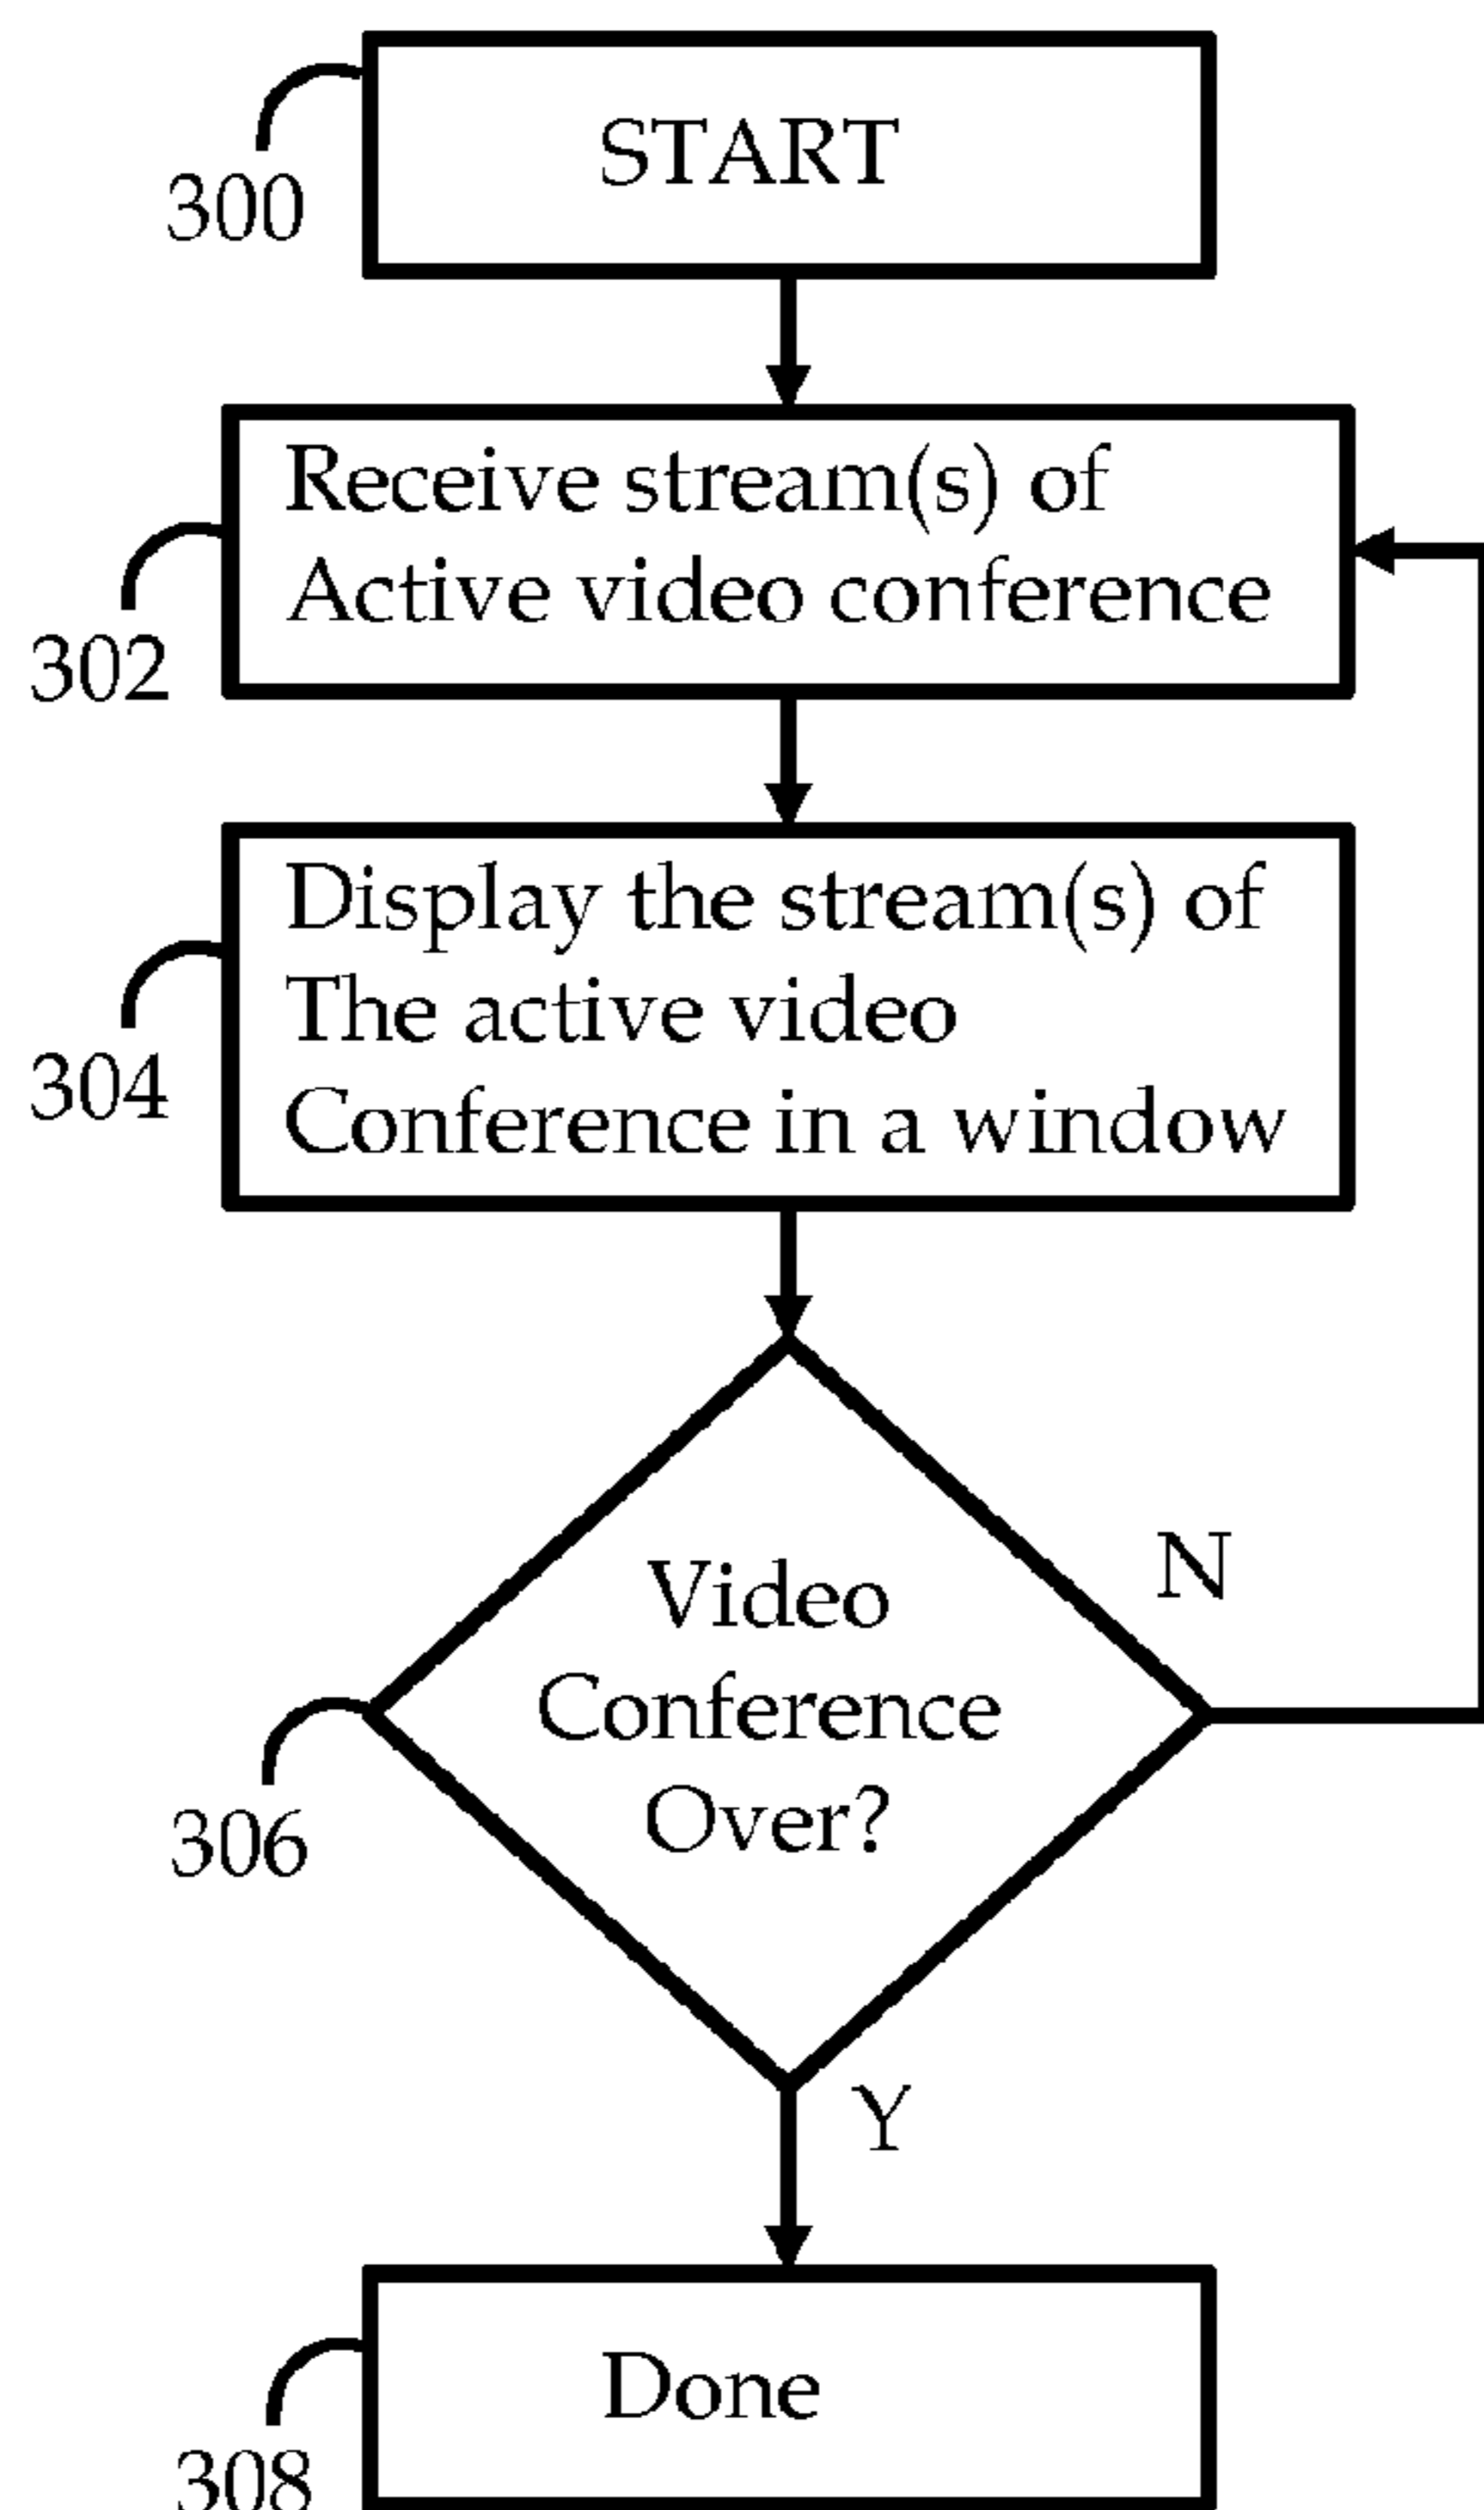 START
300
Receive stream(s) of
Active video conference
302
Display the stream(s) of
The active video
Conference in a window
304
N
Video
Conference
Over?
306
Y
Done
308